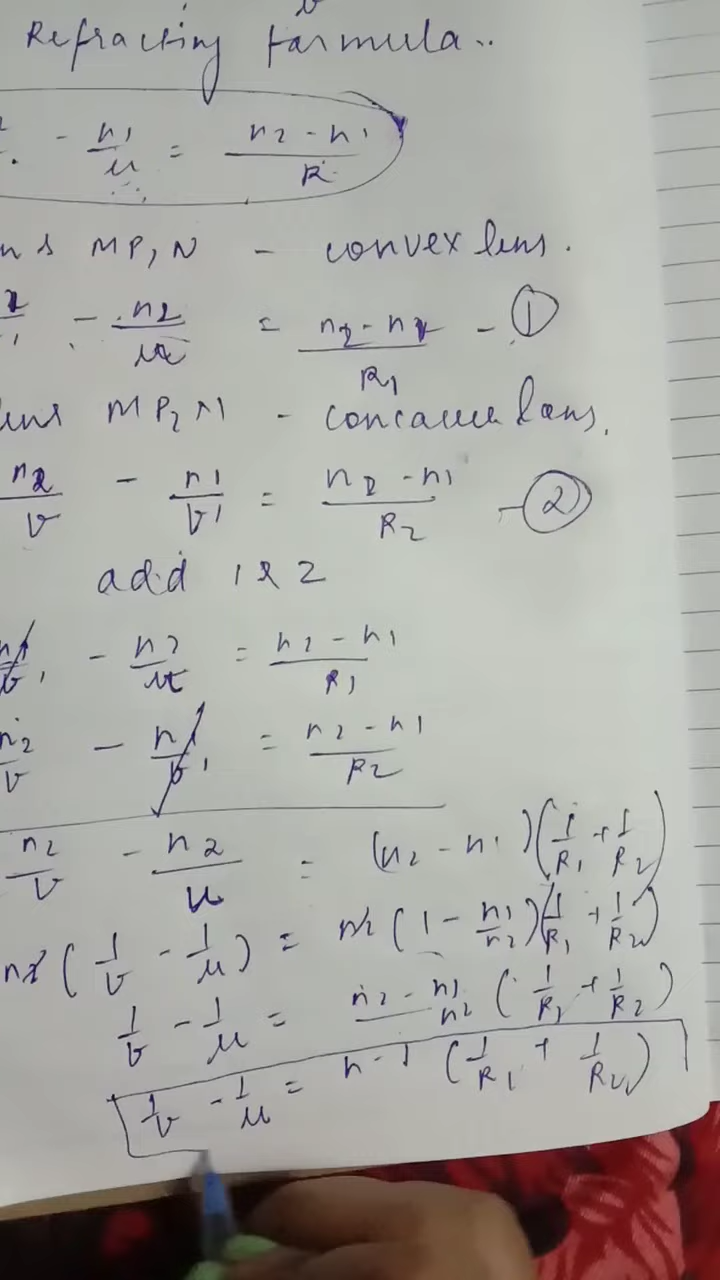 Refracting formula..
- n1/u = n2 - n1/R
MP1N - convex lens.
- n2/u = n2 - n1/R1 - ①
MP2N - concave lens.
n2/v - n1/v' = n2 - n1/R2 - ②
add 1 & 2
n1/v' - n2/u = n2 - n1/R1
n2/v - n1/v' = n2 - n1/R2
n2/v - n2/u = (n2 - n1)(1/R1 + 1/R2)
n2(1/v - 1/u) = n2(1 - n1/n2)(1/R1 + 1/R2)
1/v - 1/u = n2 - n1/n2 (1/R1 + 1/R2)
1/v - 1/u = n-1 (1/R1 + 1/R2)